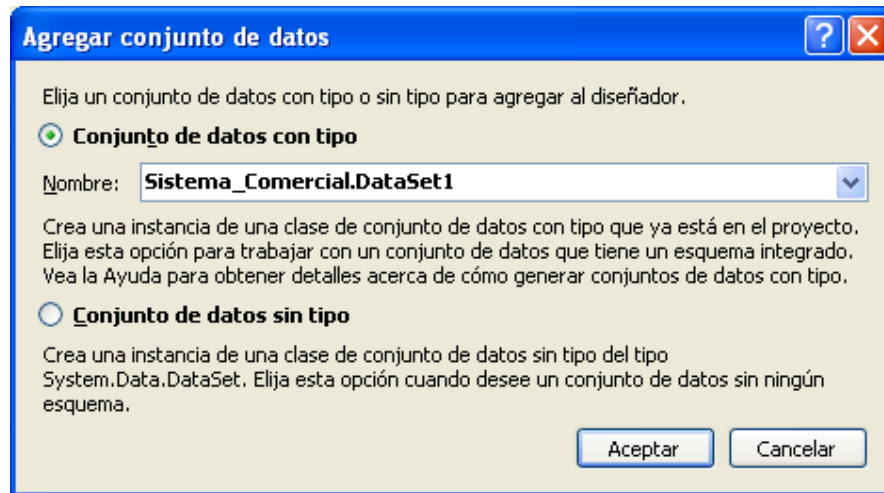 Agregar conjunto de datos
Elija un conjunto de datos con tipo o sin tipo para agregar al diseñador.
Conjunto de datos con tipo
Nombre: Sistema_Comercial.DataSet1
Crea una instancia de una clase de conjunto de datos con tipo que ya está en el proyecto.
Elija esta opción para trabajar con un conjunto de datos que tiene un esquema integrado.
Vea la Ayuda para obtener detalles acerca de cómo generar conjuntos de datos con tipo.
Conjunto de datos sin tipo
Crea una instancia de una clase de conjunto de datos sin tipo del tipo
System.Data.DataSet. Elija esta opción cuando desee un conjunto de datos sin ningún
esquema.
Aceptar Cancelar